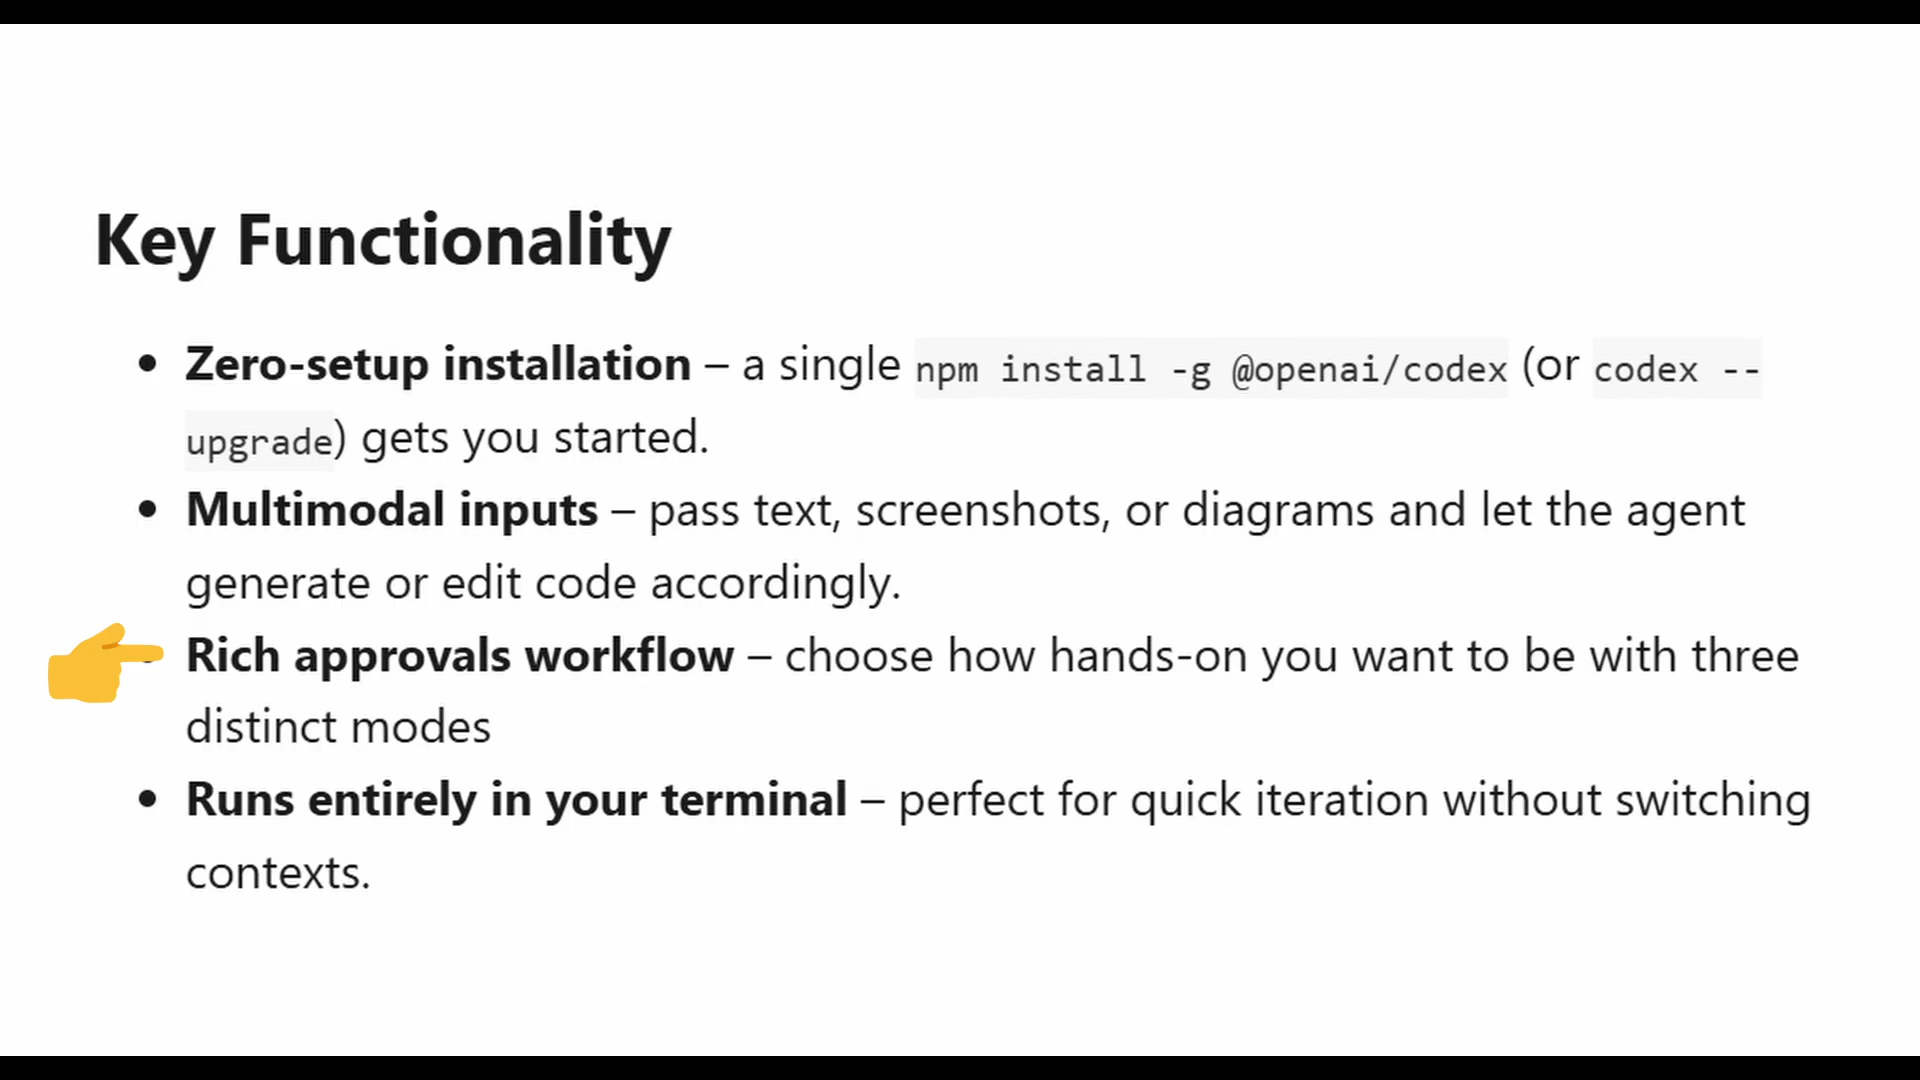 Key Functionality
• Zero-setup installation – a single npm install -g @openai/codex (or codex --
upgrade) gets you started.
• Multimodal inputs – pass text, screenshots, or diagrams and let the agent
generate or edit code accordingly.
Rich approvals workflow – choose how hands-on you want to be with three
distinct modes
• Runs entirely in your terminal – perfect for quick iteration without switching
contexts.